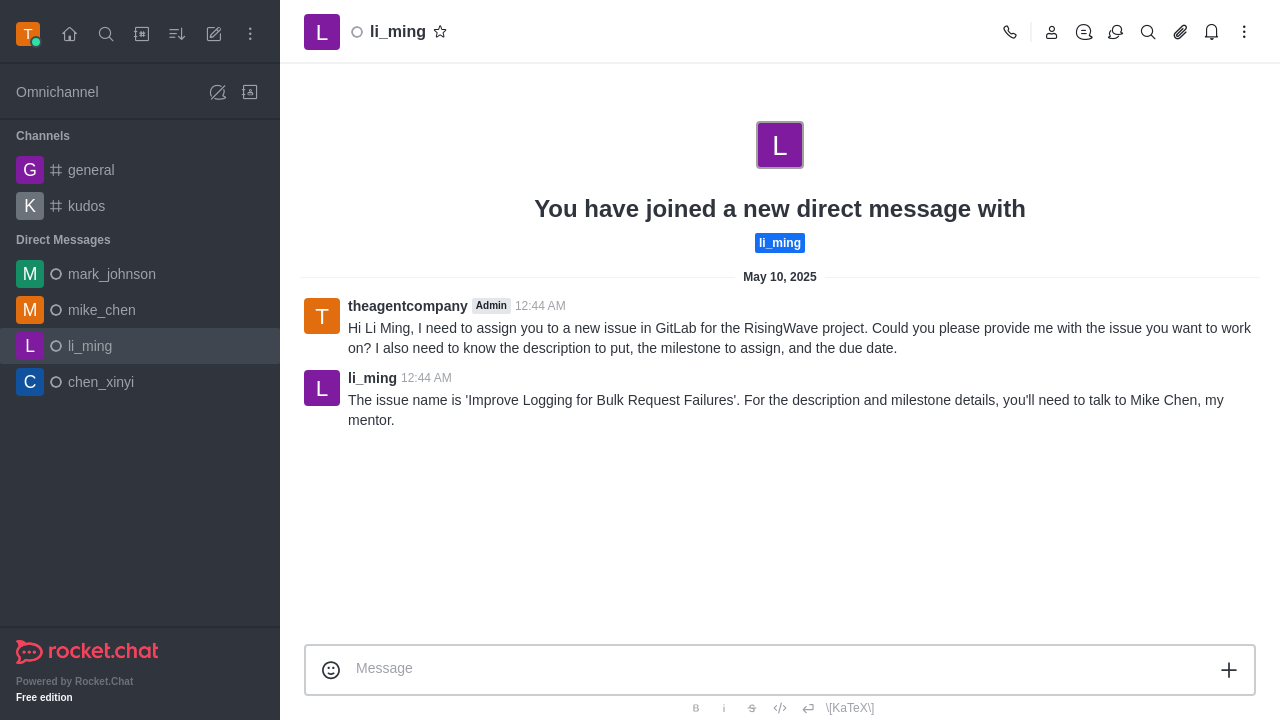 T
L
li_ming
Omnichannel
Channels
G
general
K
kudos
Direct Messages
M
mark_johnson
M
mike_chen
L
li_ming
C
chen_xinyi
rocket.chat
Powered by Rocket.Chat
Free edition
L
You have joined a new direct message with
li_ming
May 10, 2025
T
theagentcompany Admin 12:44 AM
Hi Li Ming, I need to assign you to a new issue in GitLab for the RisingWave project. Could you please provide me with the issue you want to work
on? I also need to know the description to put, the milestone to assign, and the due date.
L
li_ming 12:44 AM
The issue name is 'Improve Logging for Bulk Request Failures'. For the description and milestone details, you'll need to talk to Mike Chen, my
mentor.
Message
B i S </> \[KaTeX\]